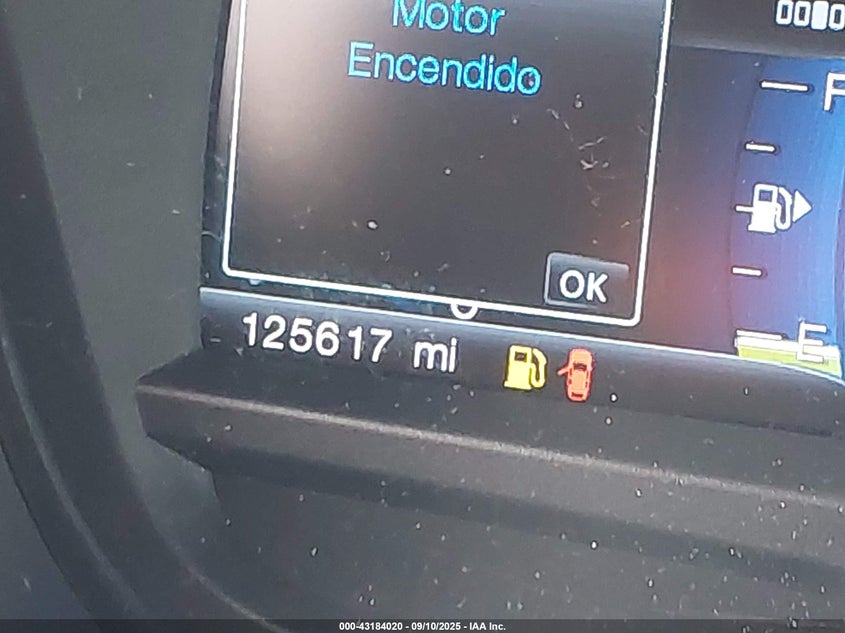 Motor
Encendido
OK
125617 mi
E
000-43184020 - 09/10/2025 - IAA Inc.